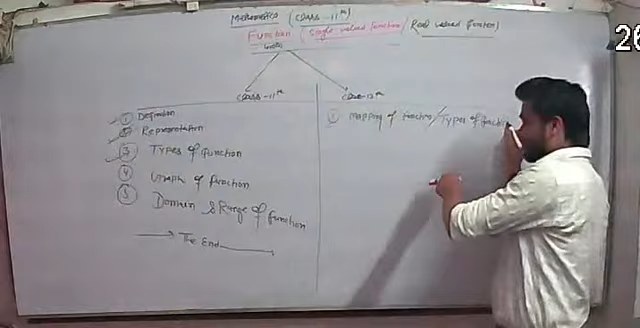 Mathematics (CLASS-11th)
Function (Single valued function / Real valued function)
CLASS-11th
CLASS-12th
① Definition
② Representation
③ Types of function
④ Graph of function
⑤ Domain & Range of function
The End
① Mapping of function / Types of function
26